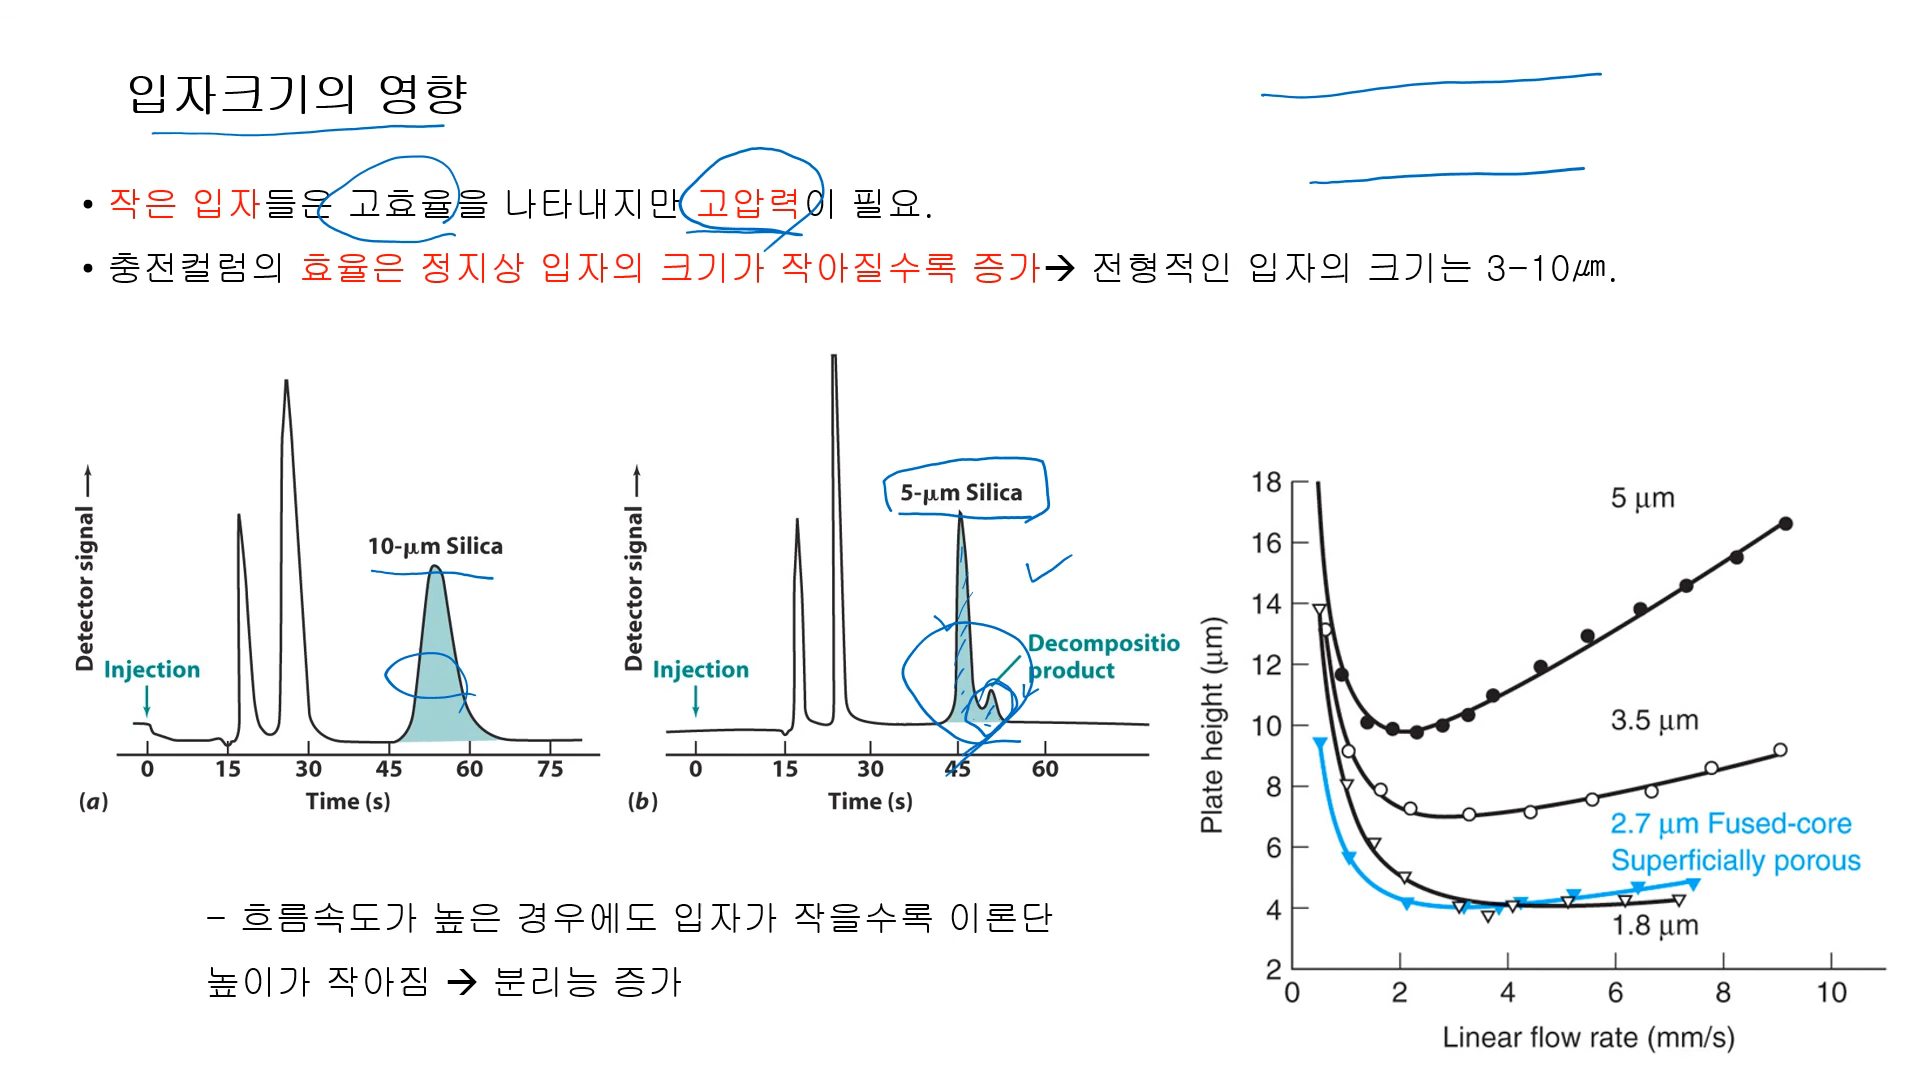 입자크기의 영향
• 작은 입자들은 고효율을 나타내지만 고압력이 필요.
• 충전컬럼의 효율은 정지상 입자의 크기가 작아질수록 증가→ 전형적인 입자의 크기는 3-10㎛.
Detector signal →
10-μm Silica
Injection
0 15 30 45 60 75
(a) Time (s)
Detector signal →
5-μm Silica
Decompositio
product
Injection
0 15 30 45 60
(b) Time (s)
- 흐름속도가 높은 경우에도 입자가 작을수록 이론단
높이가 작아짐 → 분리능 증가
Plate height (μm)
18
16
14
12
10
8
6
4
2
5 μm
3.5 μm
2.7 μm Fused-core
Superficially porous
1.8 μm
0 2 4 6 8 10
Linear flow rate (mm/s)